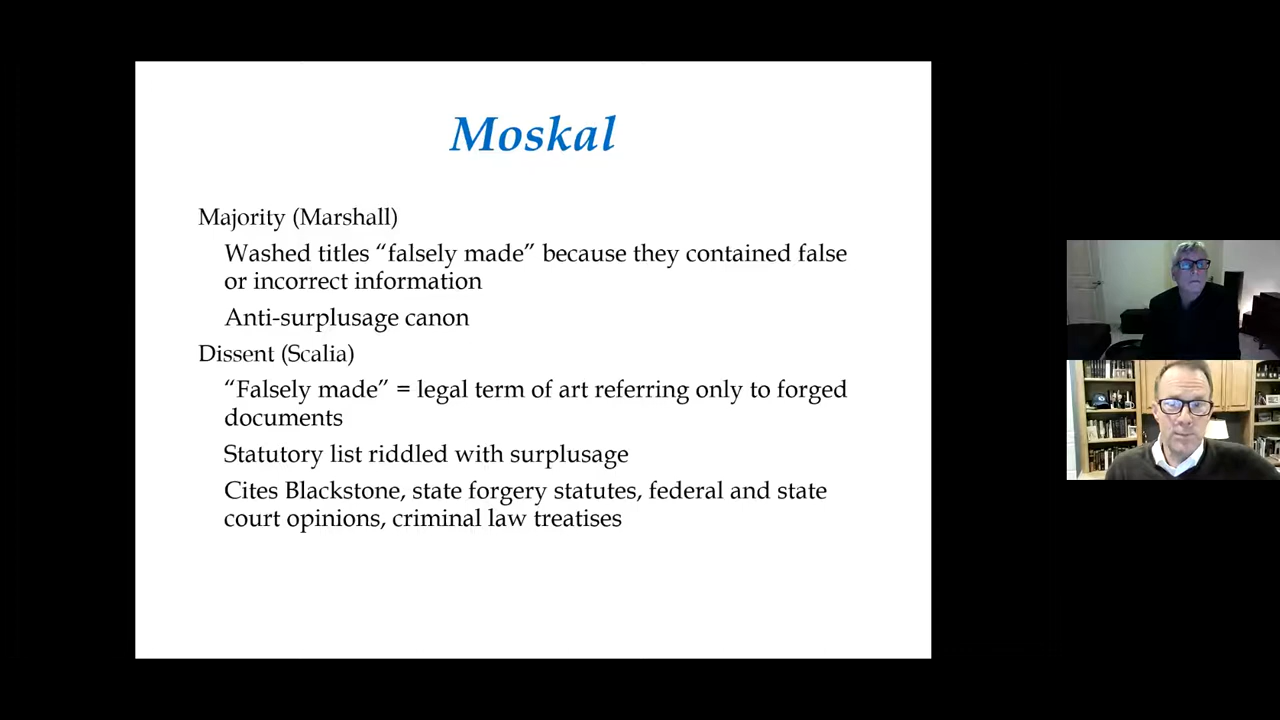 Moskal
Majority (Marshall)
Washed titles “falsely made” because they contained false
or incorrect information
Anti-surplusage canon
Dissent (Scalia)
“Falsely made” = legal term of art referring only to forged
documents
Statutory list riddled with surplusage
Cites Blackstone, state forgery statutes, federal and state
court opinions, criminal law treatises